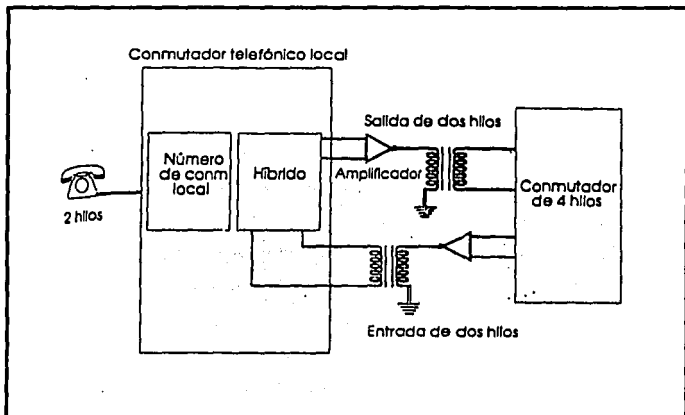 Conmutador telefónico local
Salida de dos hilos
Número
de conm
local
Híbrido
Amplificador
Conmutador
de 4 hilos
2 hilos
Entrada de dos hilos